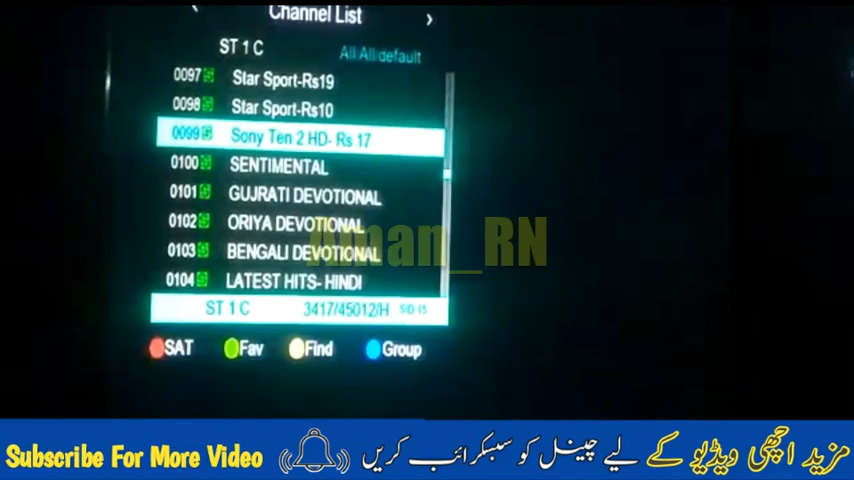 Channel List
ST 1 C
All All/default
0097 $ Star Sport-Rs19
0098 $ Star Sport-Rs10
0099 $ Sony Ten 2 HD- Rs 17
0100 $ SENTIMENTAL
0101 $ GUJRATI DEVOTIONAL
0102 $ ORIYA DEVOTIONAL
0103 $ BENGALI DEVOTIONAL
0104 $ LATEST HITS- HINDI
Aman_RN
ST 1 C 3417/45012/H SID 15
SAT Fav Find Group
Subscribe For More Video
مزید اچھی ویڈیو کے لیے چینل کو سبسکرائب کریں